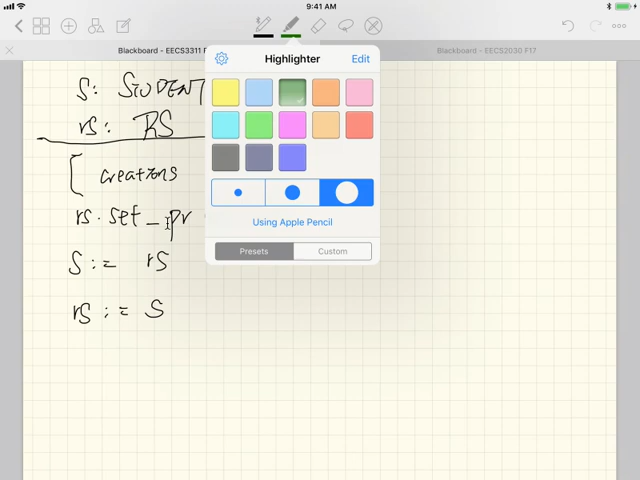 9:41 AM
Blackboard - EECS3311 F
Blackboard - EECS2030 F17
Highlighter
Edit
Using Apple Pencil
Presets
Custom
S: STUDENT
rs: RS
creations
rs. set_pr
S := rS
rS := S